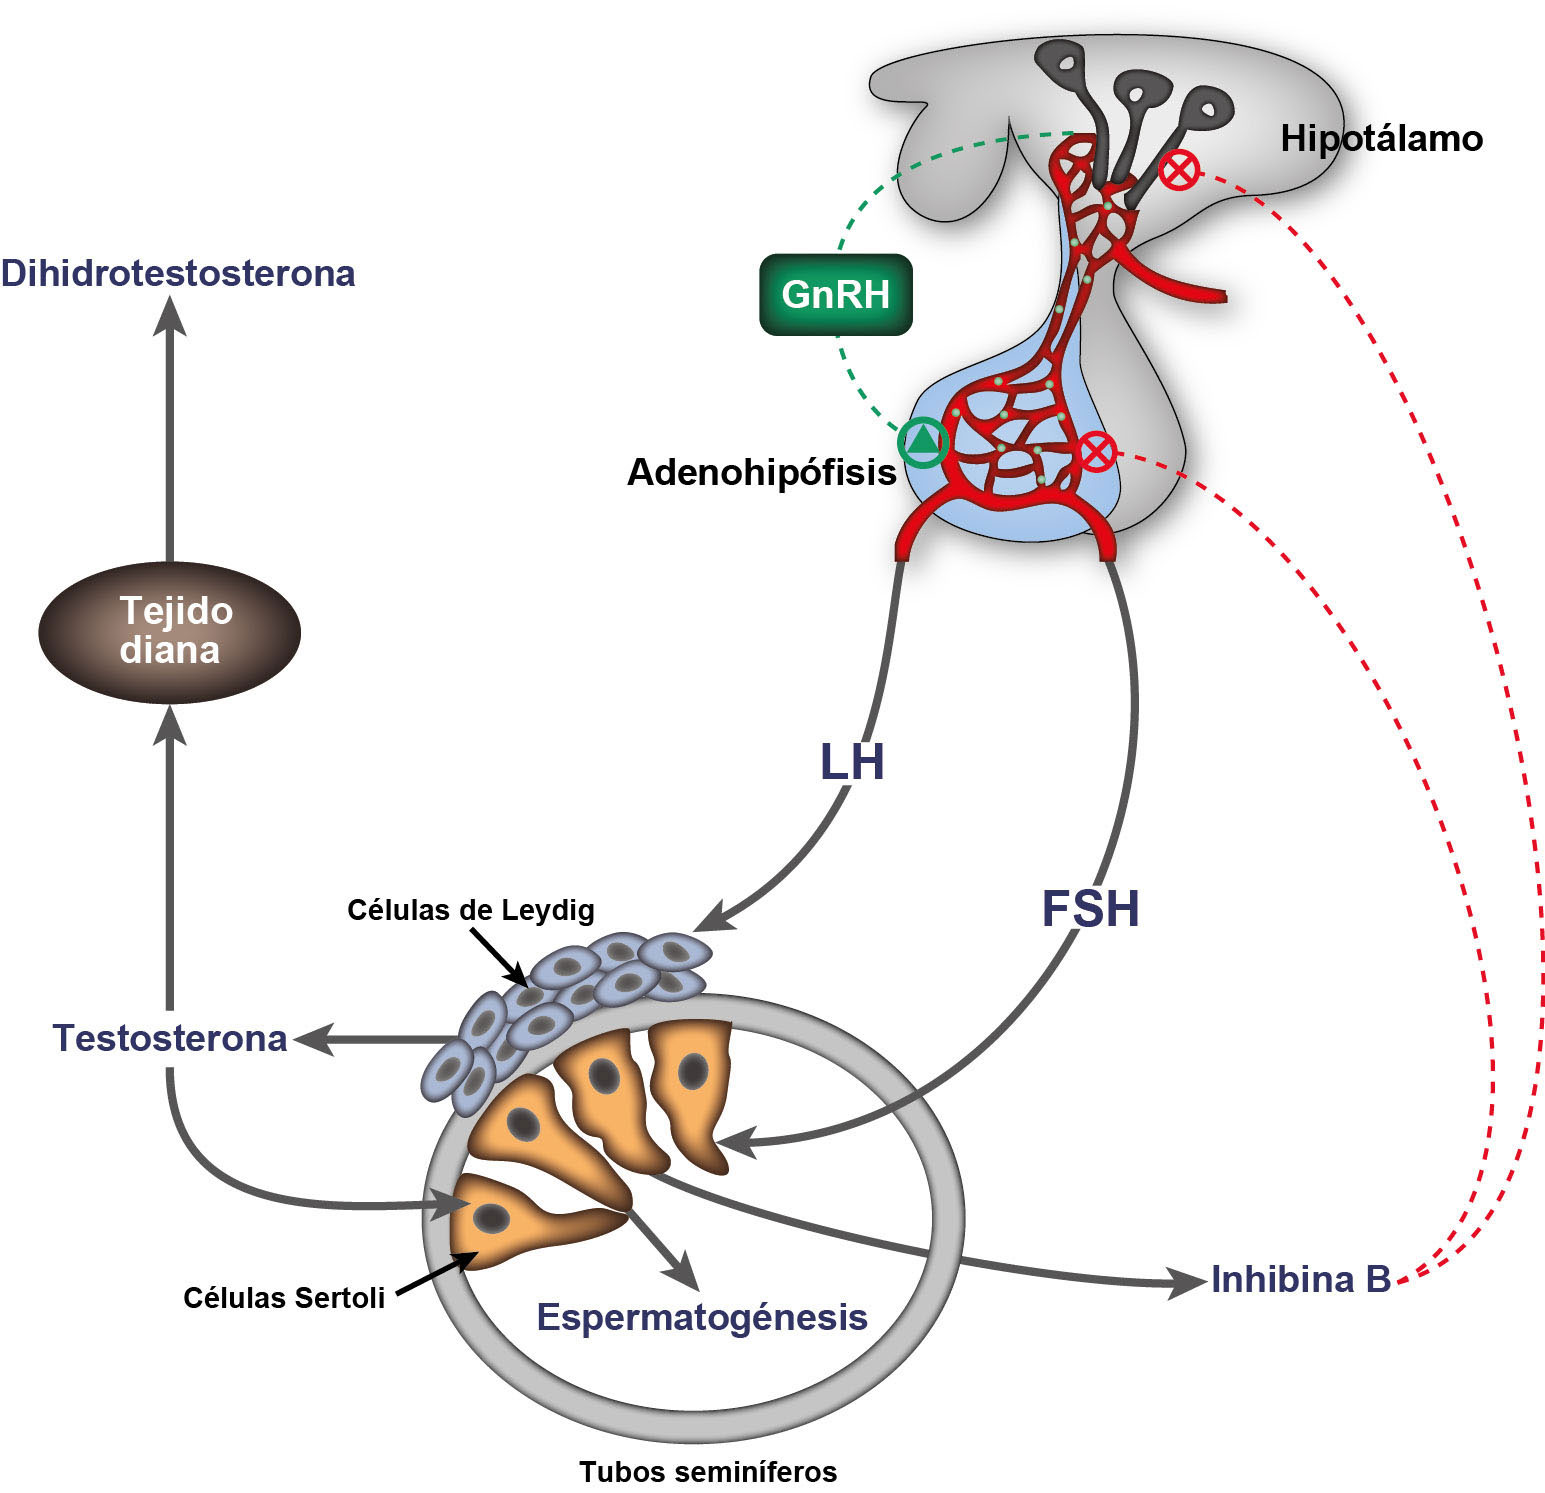 Hipotálamo
Dihidrotestosterona
GnRH
Adenohipófisis
Tejido
diana
LH
FSH
Células de Leydig
Testosterona
Inhibina B
Células Sertoli
Espermatogénesis
Tubos seminíferos